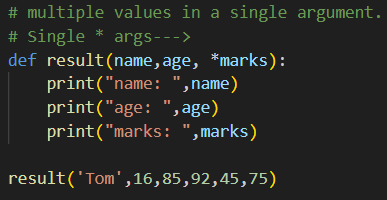 # multiple values in a single argument.
# Single * args--->
def result(name,age, *marks):
    print("name: ",name)
    print("age: ",age)
    print("marks: ",marks)
result('Tom',16,85,92,45,75)